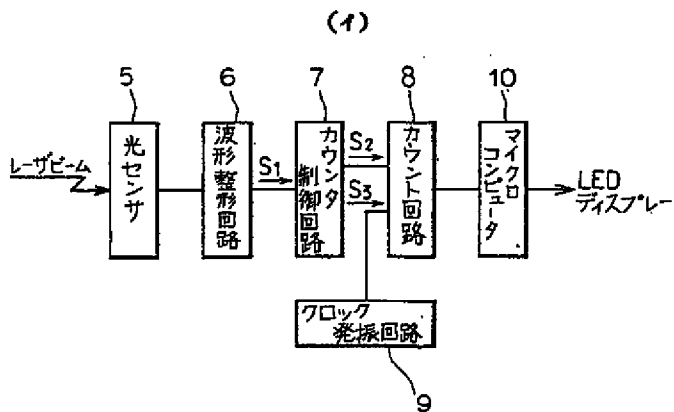 (イ)
5
6
7
8
10
レーザビーム
光センサ
波形
整形回路
S1
カウンタ
制御回路
S2
S3
カウント回路
マイクロ
コンピュータ
LED
ディスプレー
クロック
発振回路
9